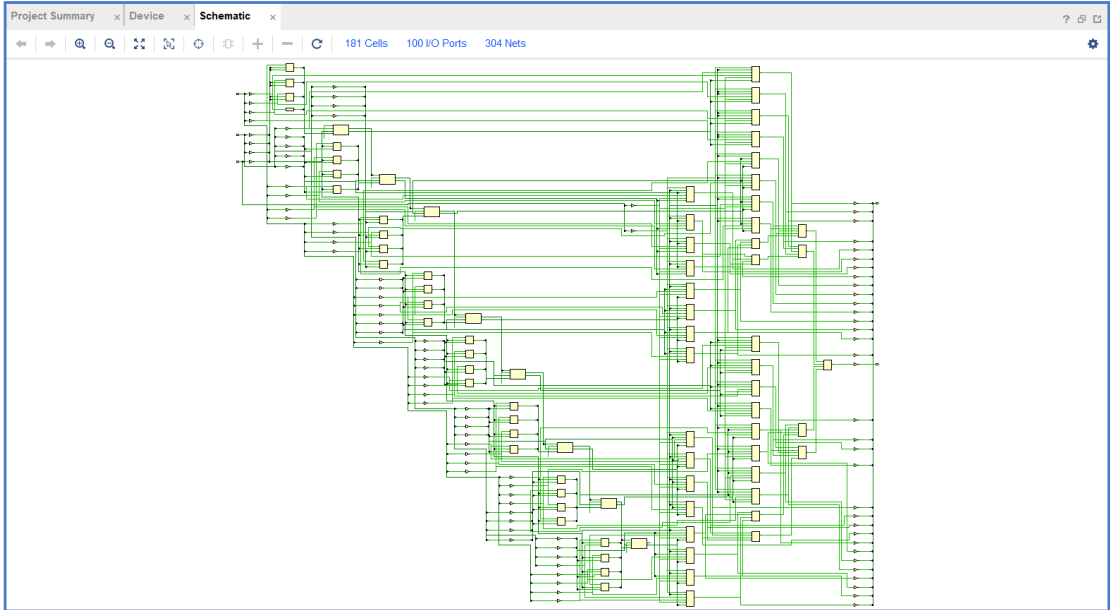 Project Summary × Device × Schematic ×
181 Cells 100 I/O Ports 304 Nets